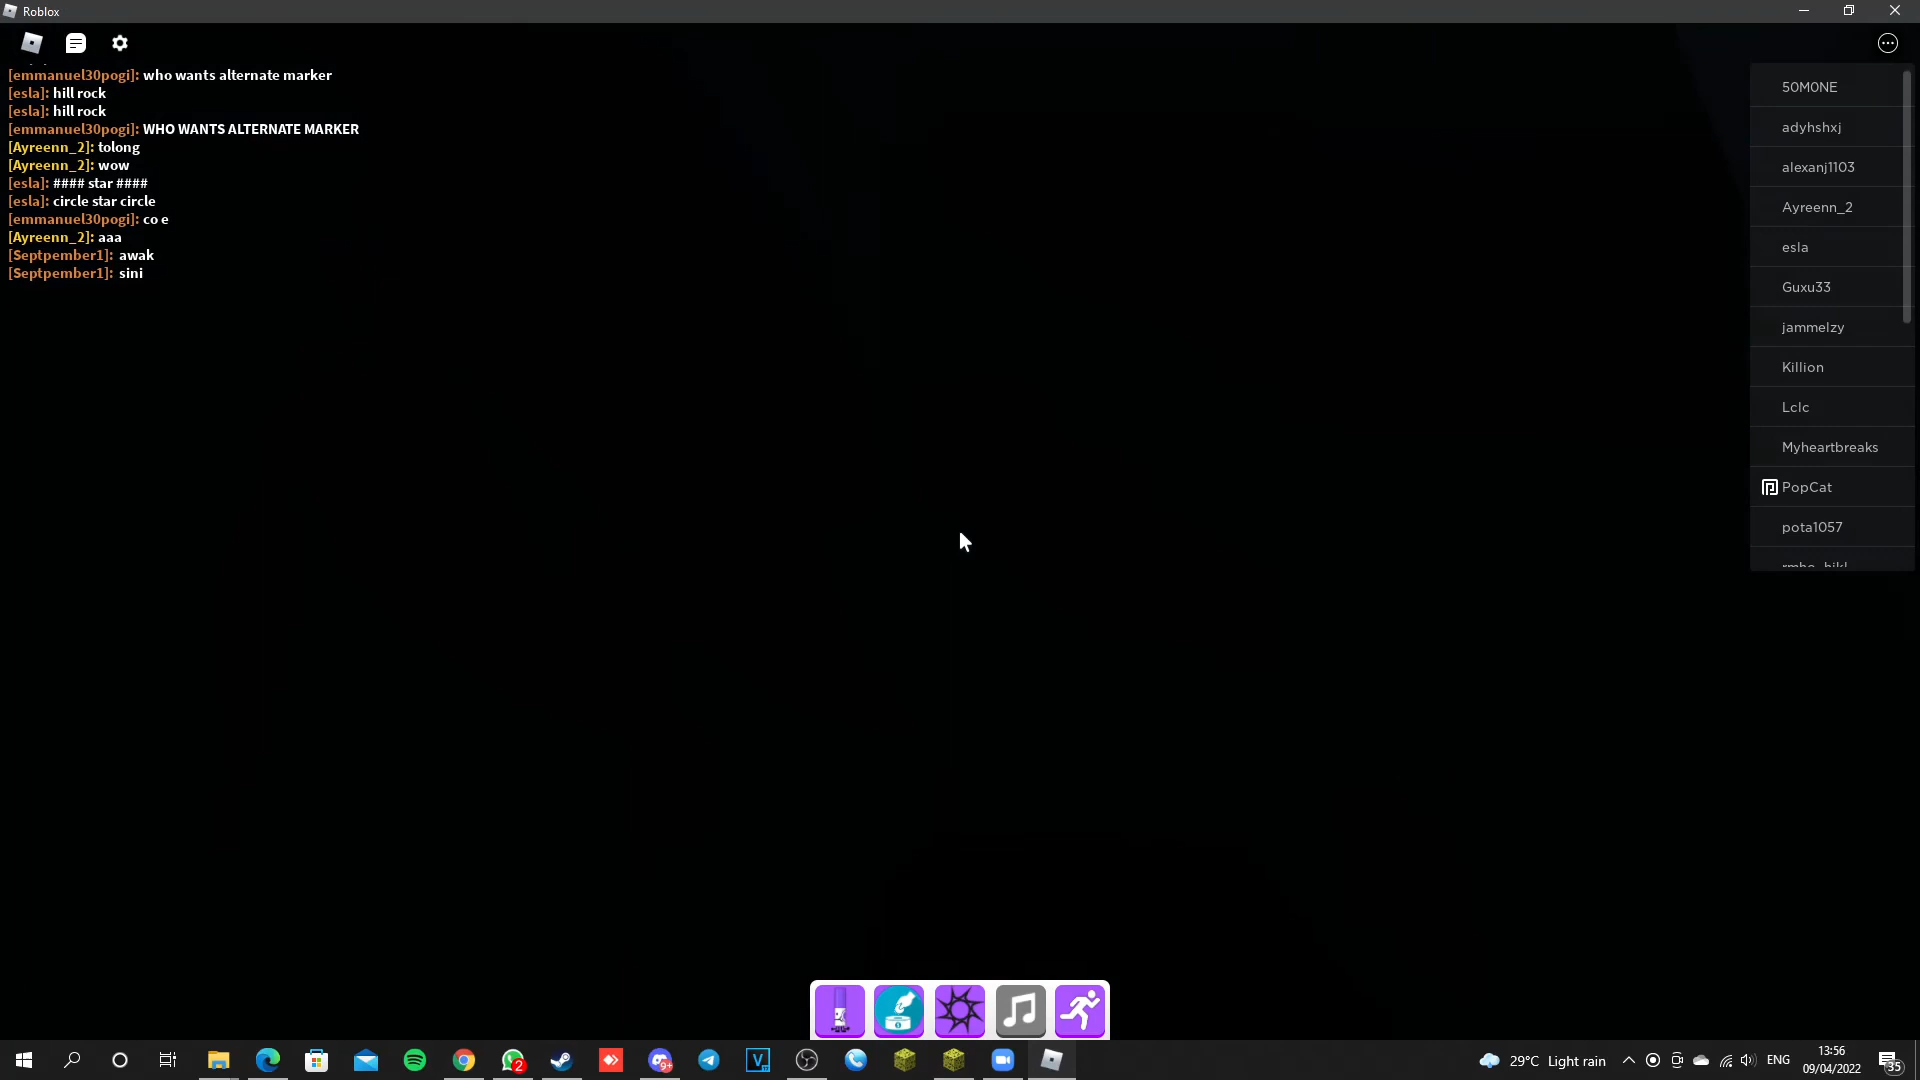 Roblox
[emmanuel30pogi]: who wants alternate marker
[esla]: hill rock
[esla]: hill rock
[emmanuel30pogi]: WHO WANTS ALTERNATE MARKER
[Ayreenn_2]: tolong
[Ayreenn_2]: wow
[esla]: #### star ####
[esla]: circle star circle
[emmanuel30pogi]: co e
[Ayreenn_2]: aaa
[Septpember1]: awak
[Septpember1]: sini
50M0NE
adyhshxj
alexanj1103
Ayreenn_2
esla
Guxu33
jammelzy
Killion
Lclc
Myheartbreaks
PopCat
pota1057
2
9+
V
29°C Light rain
ENG
13:56
09/04/2022
35